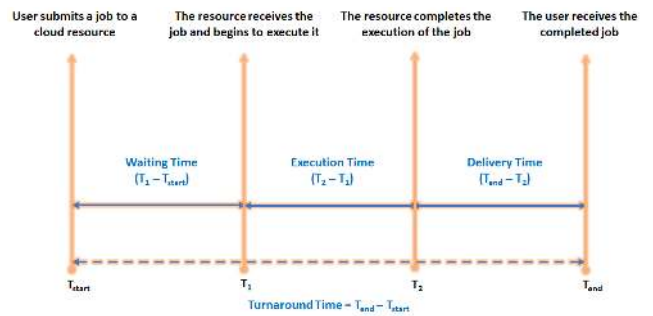 User submits a job to a
cloud resource
The resource receives the
job and begins to execute it
The resource completes the
execution of the job
The user receives the
completed job
Waiting Time
(T₁ – Tstart)
Execution Time
(T₂ – T₁)
Delivery Time
(Tend – T₂)
Tstart
T₁
T₂
Tend
Turnaround Time – Tend – Tstart